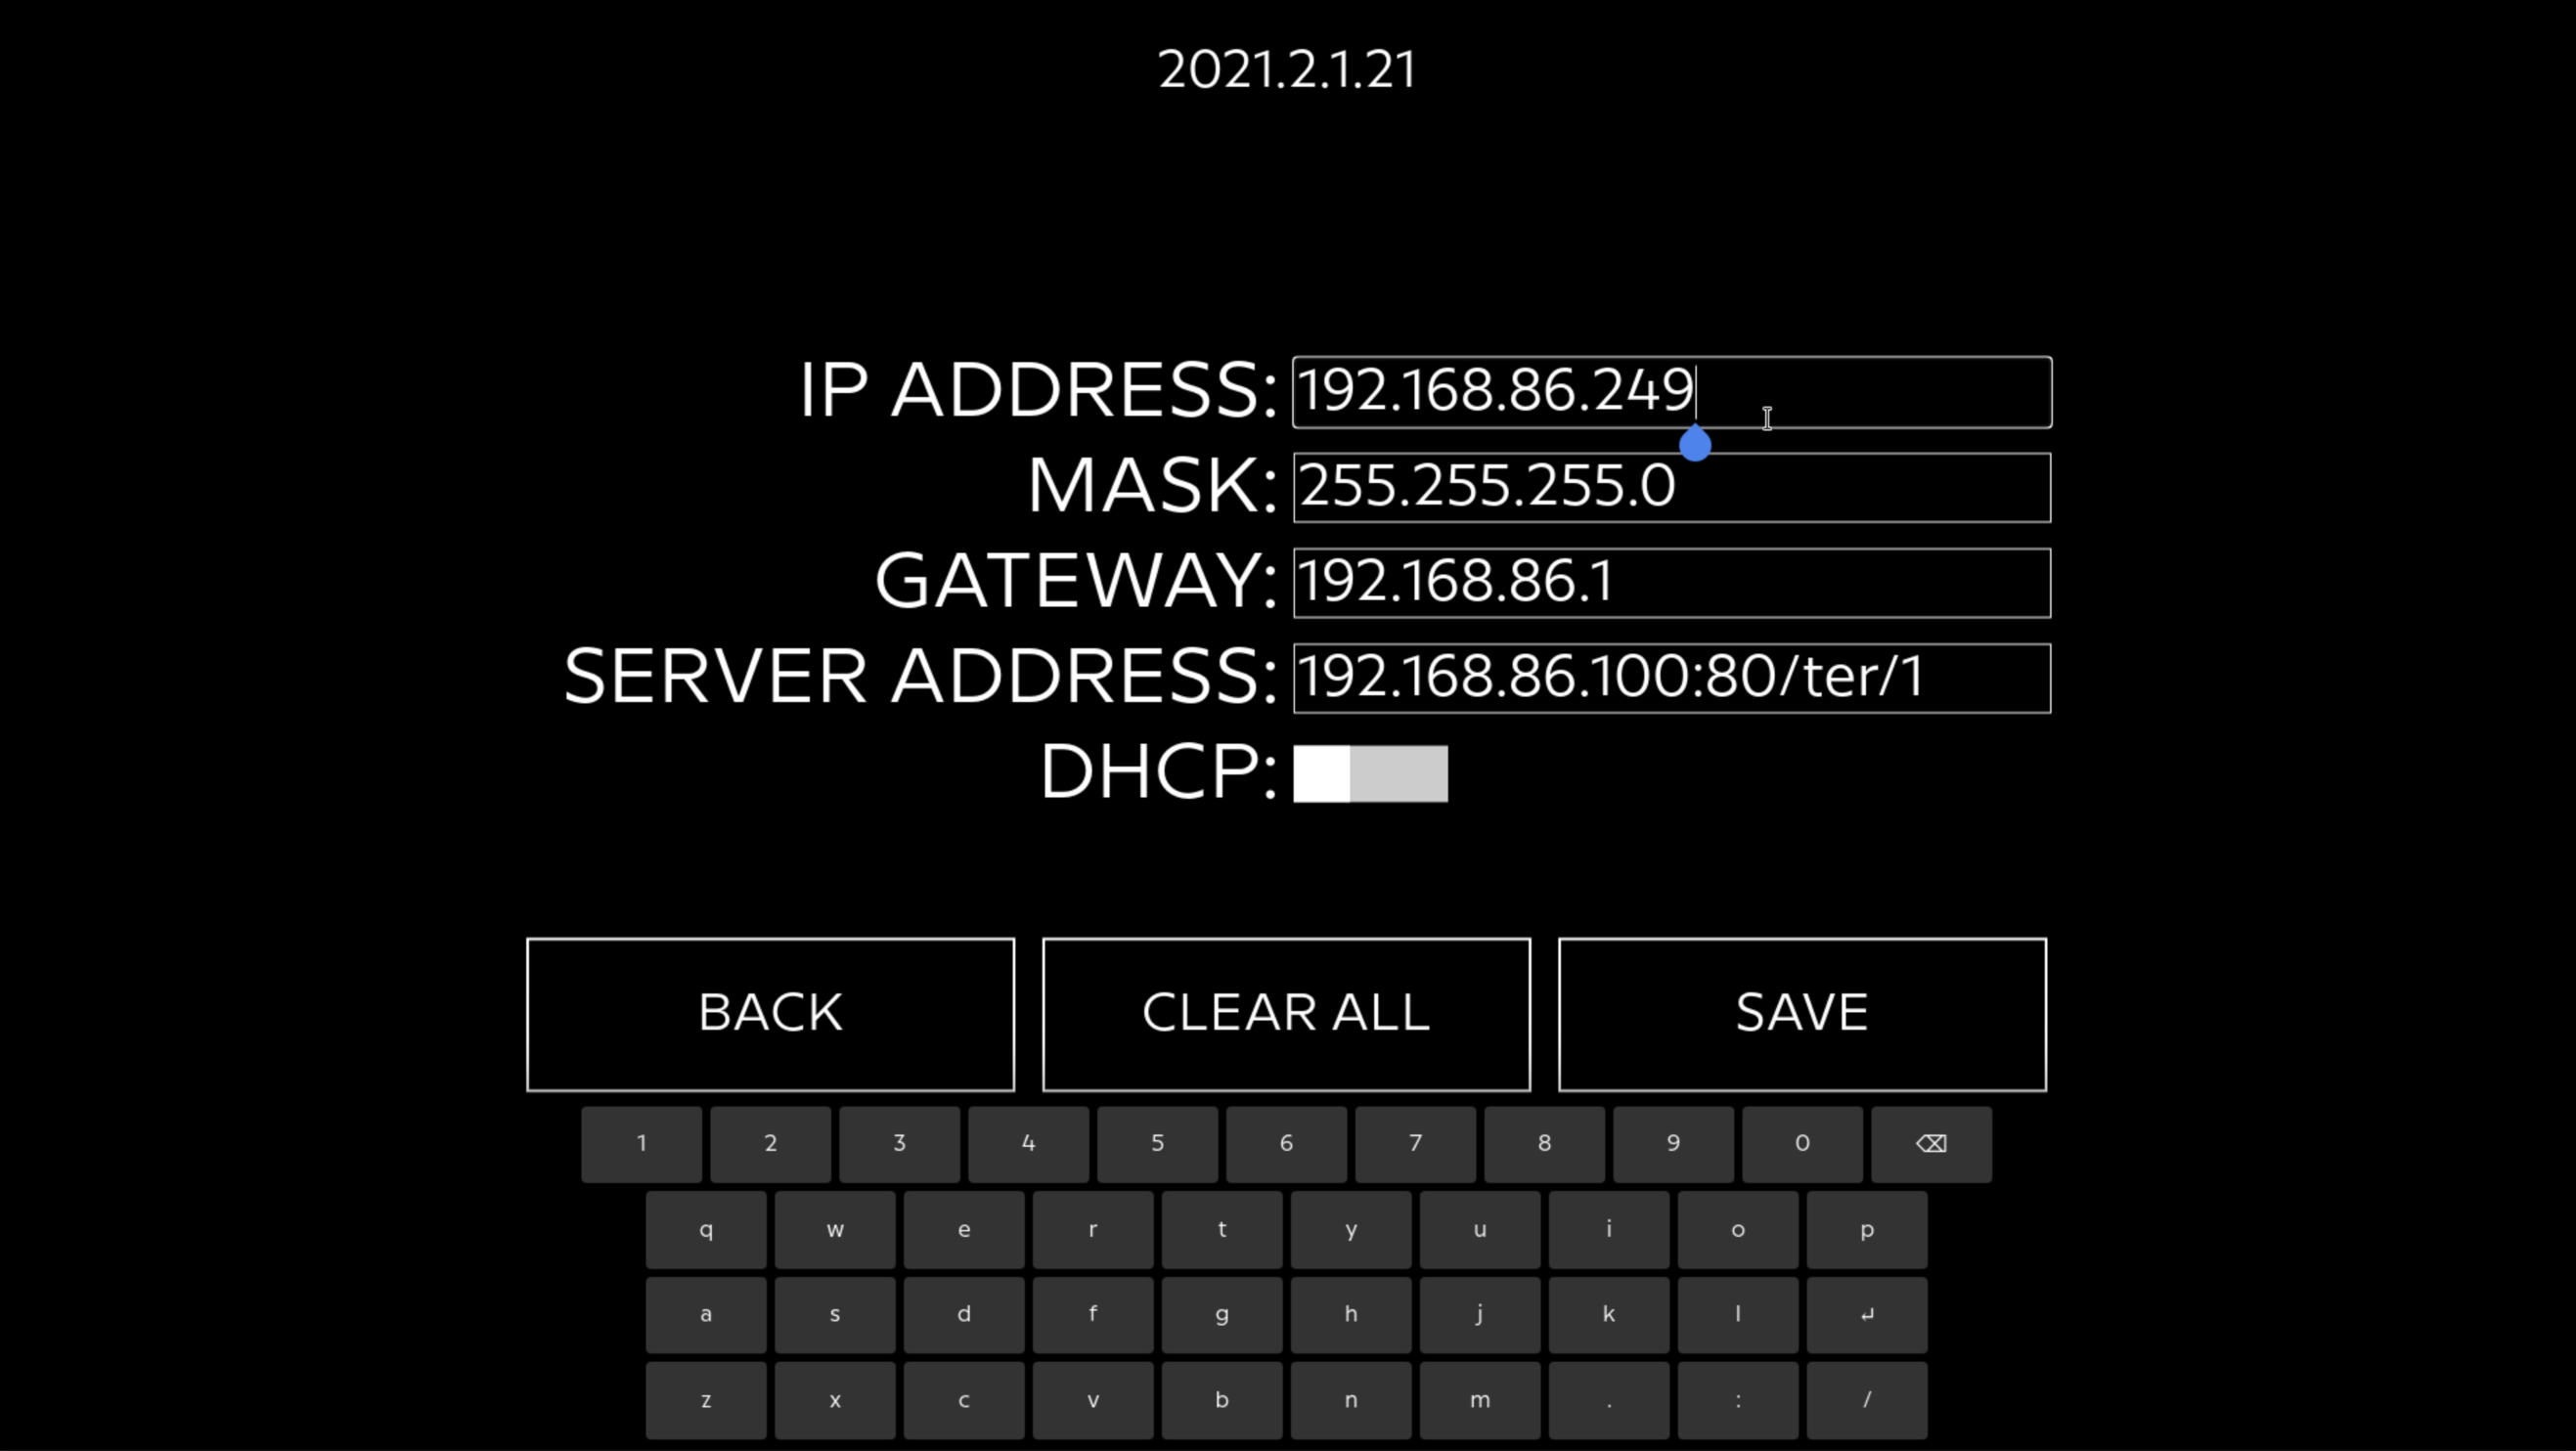 2021.2.1.21
IP ADDRESS: 192.168.86.249
MASK: 255.255.255.0
GATEWAY: 192.168.86.1
SERVER ADDRESS: 192.168.86.100:80/ter/1
DHCP:
BACK CLEAR ALL SAVE
1 2 3 4 5 6 7 8 9 0 ⌫
q w e r t y u i o p
a s d f g h j k l ↵
z x c v b n m . : /